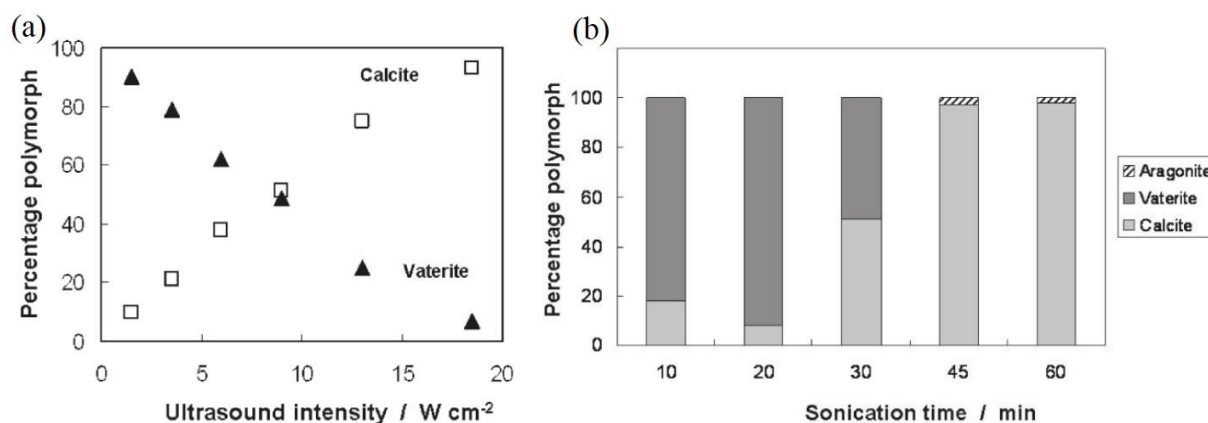 (a)
Percentage polymorph
100
80
60
40
20
0
Calcite
Vaterite
0 5 10 15 20
Ultrasound intensity / W cm-2
(b)
Percentage polymorph
100
80
60
40
20
0
10 20 30 45 60
Sonication time / min
Aragonite
Vaterite
Calcite